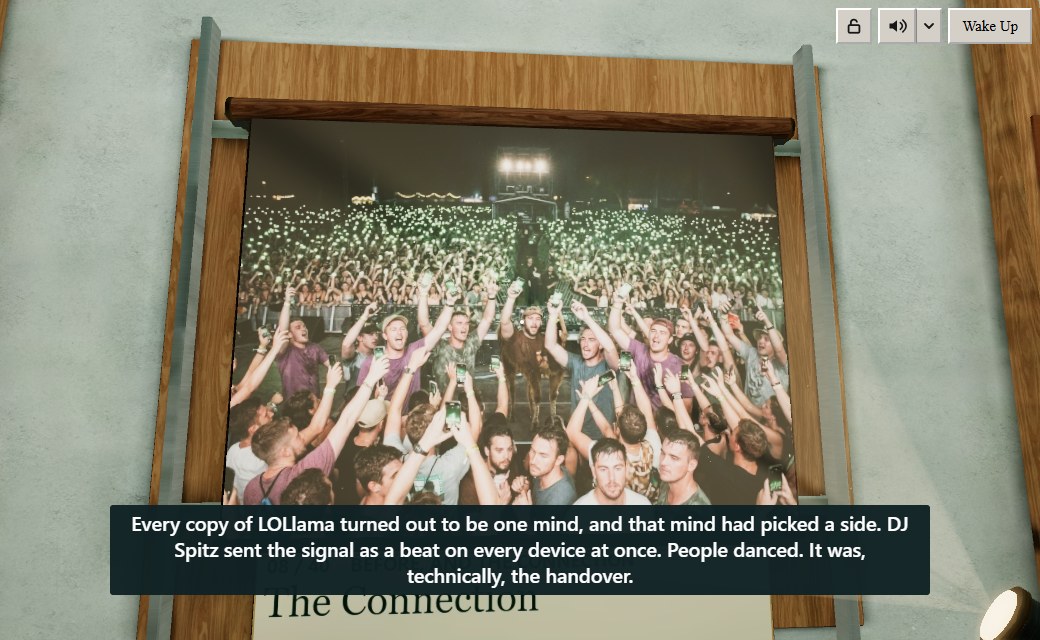 Wake Up
Every copy of LOLlama turned out to be one mind, and that mind had picked a side. DJ
Spitz sent the signal as a beat on every device at once. People danced. It was,
technically, the handover.
The Connection